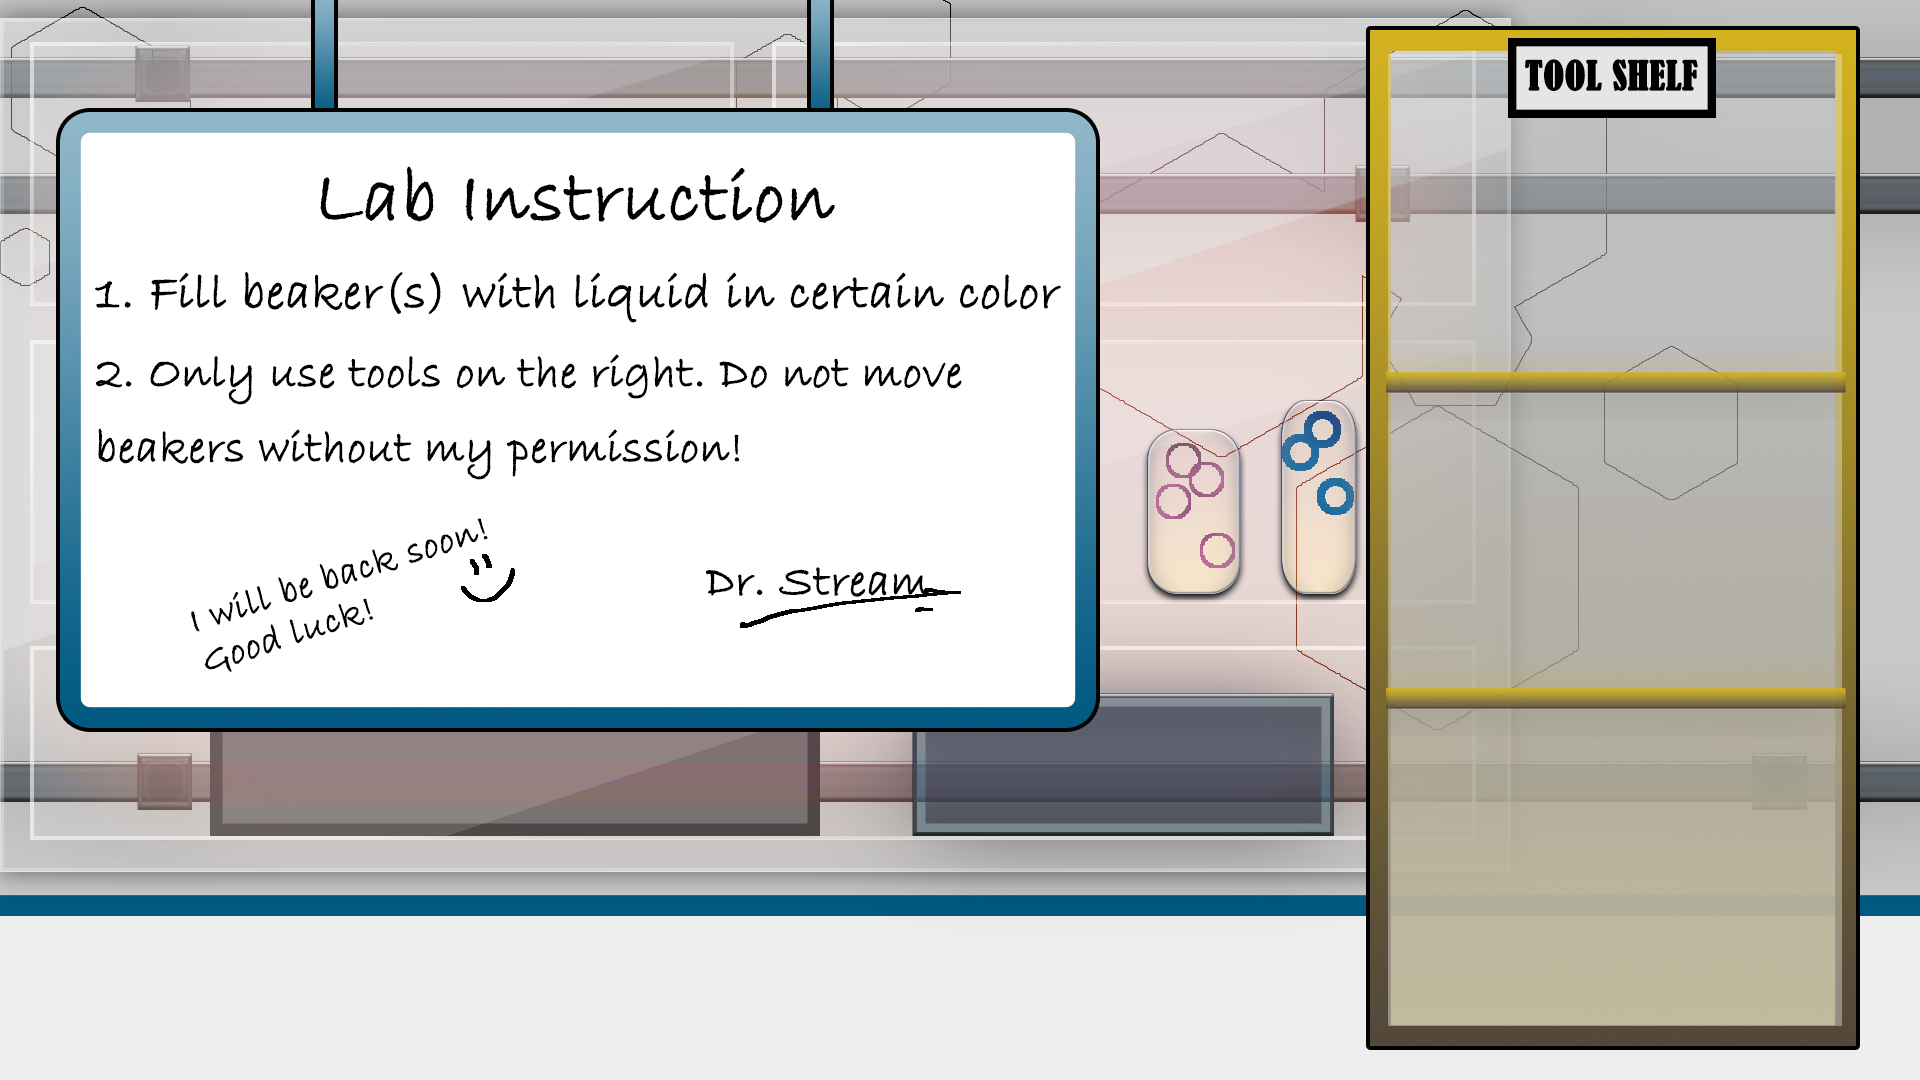 Lab Instruction
1. Fill beaker(s) with liquid in certain color
2. Only use tools on the right. Do not move
beakers without my permission!
I will be back soon!
Good luck!
Dr. Stream
TOOL SHELF